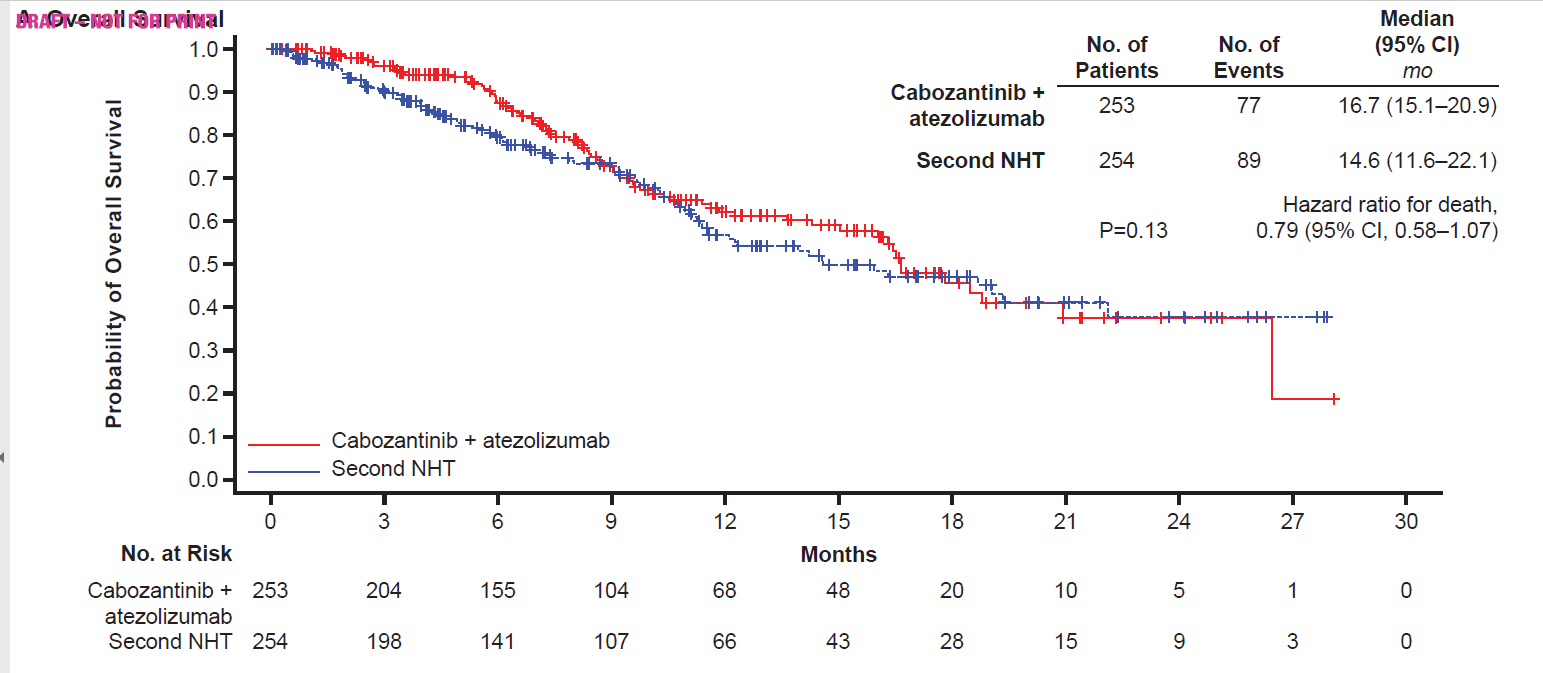 A. Overall Survival
DRAFT – NOT FOR PRINT
Median
No. of No. of (95% CI)
Patients Events mo
Cabozantinib + atezolizumab 253 77 16.7 (15.1–20.9)
Second NHT 254 89 14.6 (11.6–22.1)
Hazard ratio for death,
P=0.13 0.79 (95% CI, 0.58–1.07)
Probability of Overall Survival
1.0
0.9
0.8
0.7
0.6
0.5
0.4
0.3
0.2
0.1
0.0
Cabozantinib + atezolizumab
Second NHT
0 3 6 9 12 15 18 21 24 27 30
No. at Risk Months
Cabozantinib + 253 204 155 104 68 48 20 10 5 1 0
atezolizumab
Second NHT 254 198 141 107 66 43 28 15 9 3 0